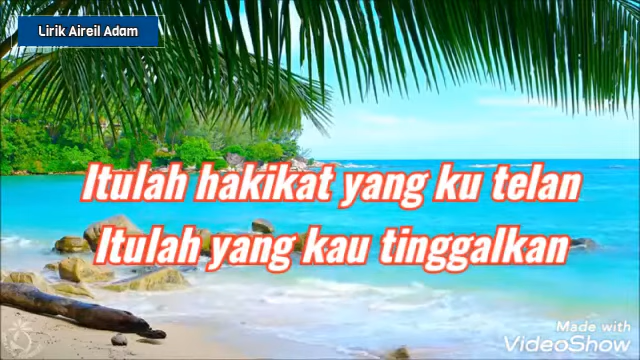 Lirik Aireil Adam
Itulah hakikat yang ku telan
Itulah yang kau tinggalkan
Made with
VideoShow